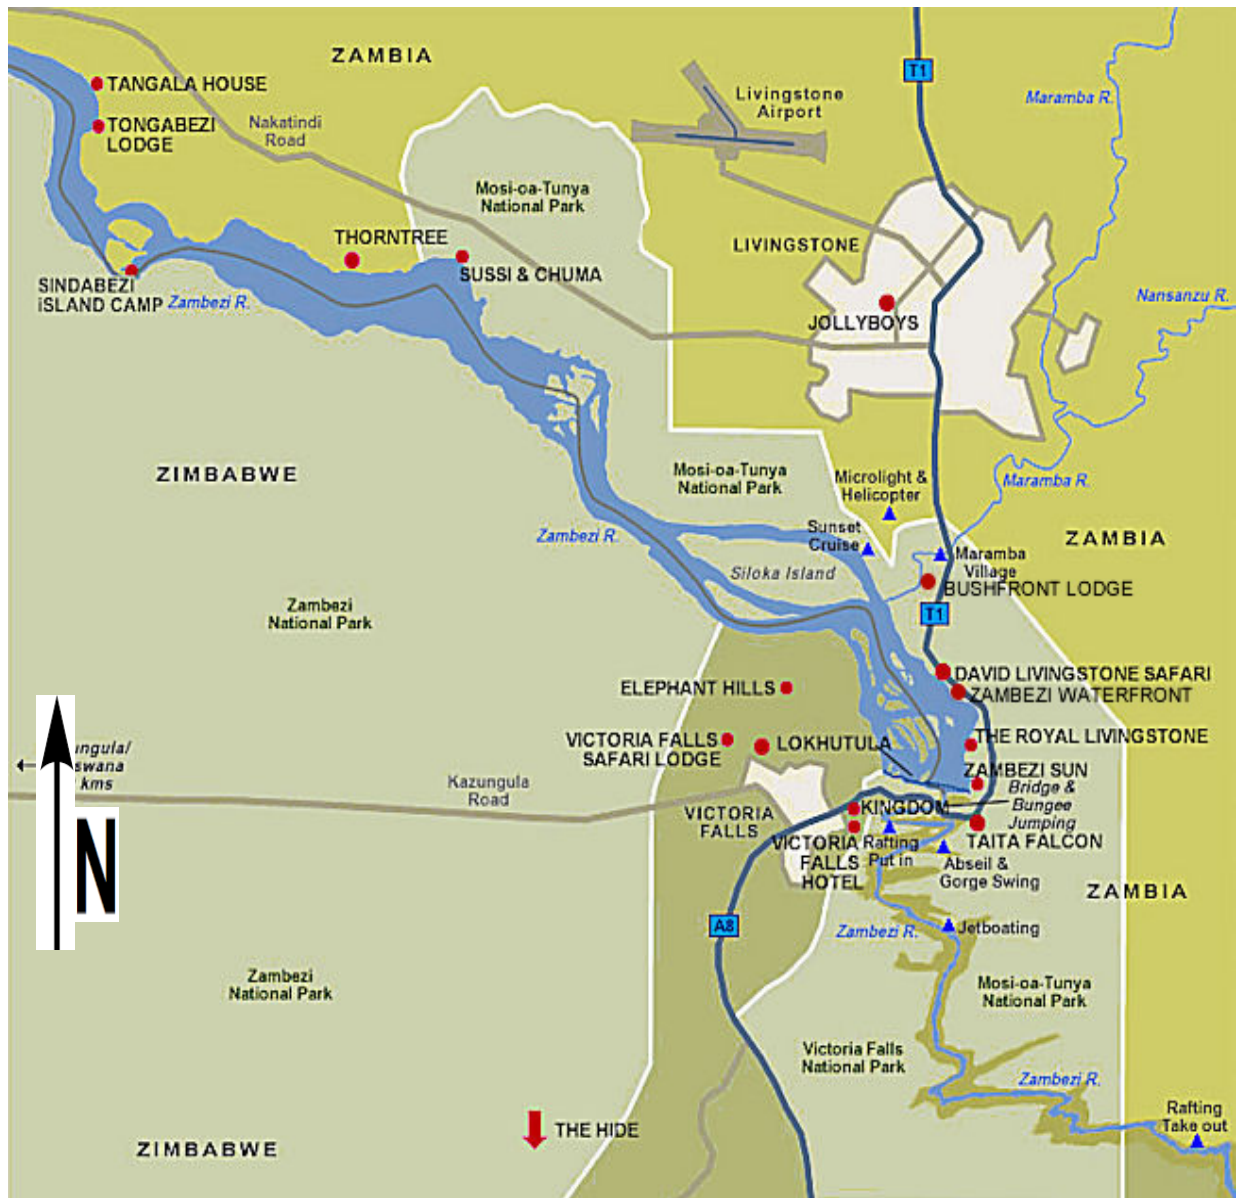 ZAMBIA
T1
Livingstone
Airport
Maramba R.
TANGALA HOUSE
TONGABEZI
LODGE
Nakatindi
Road
Mosi-oa-Tunya
National Park
THORNTREE
LIVINGSTONE
SUSSI & CHUMA
SINDABEZI
iSLAND CAMP
Zambezi R.
Nansanzu R.
JOLLYBOYS
ZIMBABWE
Mosi-oa-Tunya
National Park
Microlight &
Helicopter
Maramba R.
Zambezi R.
Sunset
Cruise
ZAMBIA
Maramba
Village
Siloka Island
BUSHFRONT LODGE
Zambezi
National Park
T1
DAVID LIVINGSTONE SAFARI
ELEPHANT HILLS
ZAMBEZI WATERFRONT
VICTORIA FALLS
SAFARI LODGE
LOKHUTULA
THE ROYAL LIVINGSTONE
ungula/
swana
kms
ZAMBEZI SUN
Kazungula
Road
Bridge &
Bungee
Jumping
VICTORIA
FALLS
KINGDOM
VICTORIA
FALLS
HOTEL
Rafting
Put in
TAITA FALCON
Abseil &
Gorge Swing
N
ZAMBIA
A8
Zambezi R.
Jetboating
Zambezi
National Park
Mosi-oa-Tunya
National Park
Victoria Falls
National Park
Zambezi R.
Rafting
Take out
THE HIDE
ZIMBABWE